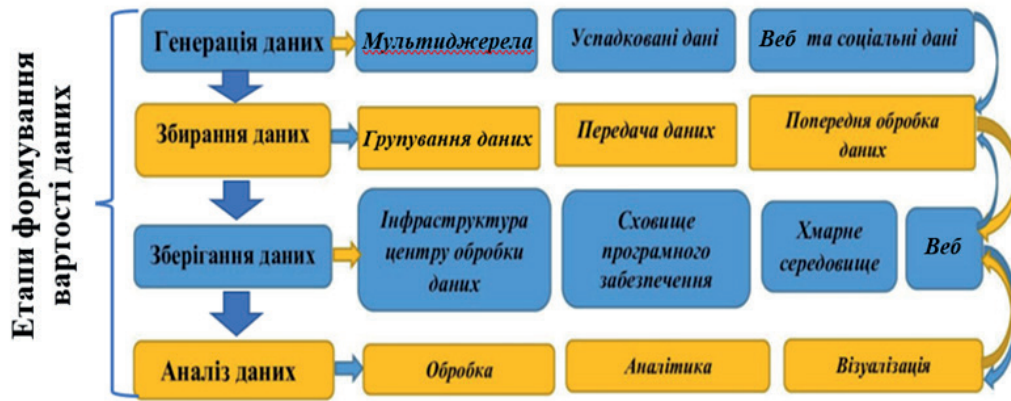 Етапи формування
вартості даних
Генерація даних
Мультиджерела
Успадковані дані
Веб та соціальні дані
Збирання даних
Групування даних
Передача даних
Попередня обробка
даних
Зберігання даних
Інфраструктура
центру обробки
даних
Сховище
програмного
забезпечення
Хмарне
середовище
Веб
Аналіз даних
Обробка
Аналітика
Візуалізація